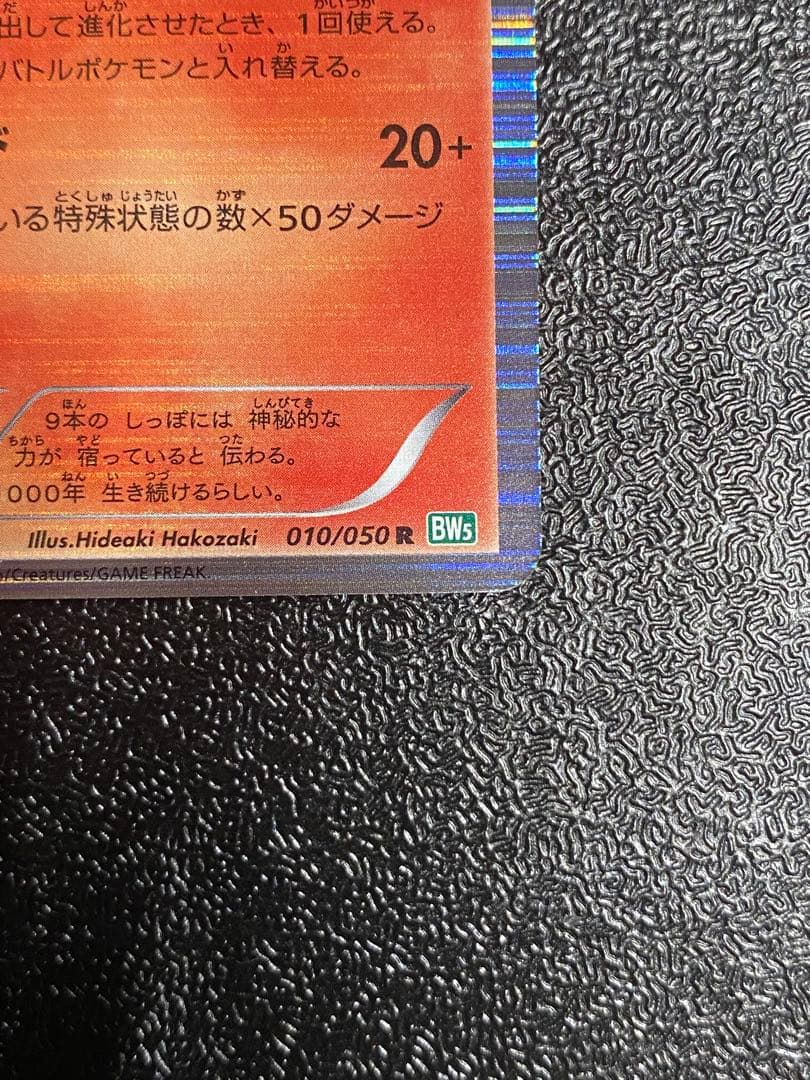 出して進化させたとき、1回使える。
バトルポケモンと入れ替える。
20+
いる特殊状態の数×50ダメージ
9本の しっぽには 神秘的な
力が 宿っていると 伝わる。
000年 生き続けるらしい。
Illus.Hideaki Hakozaki 010/050 R BW5
/Creatures/GAME FREAK.